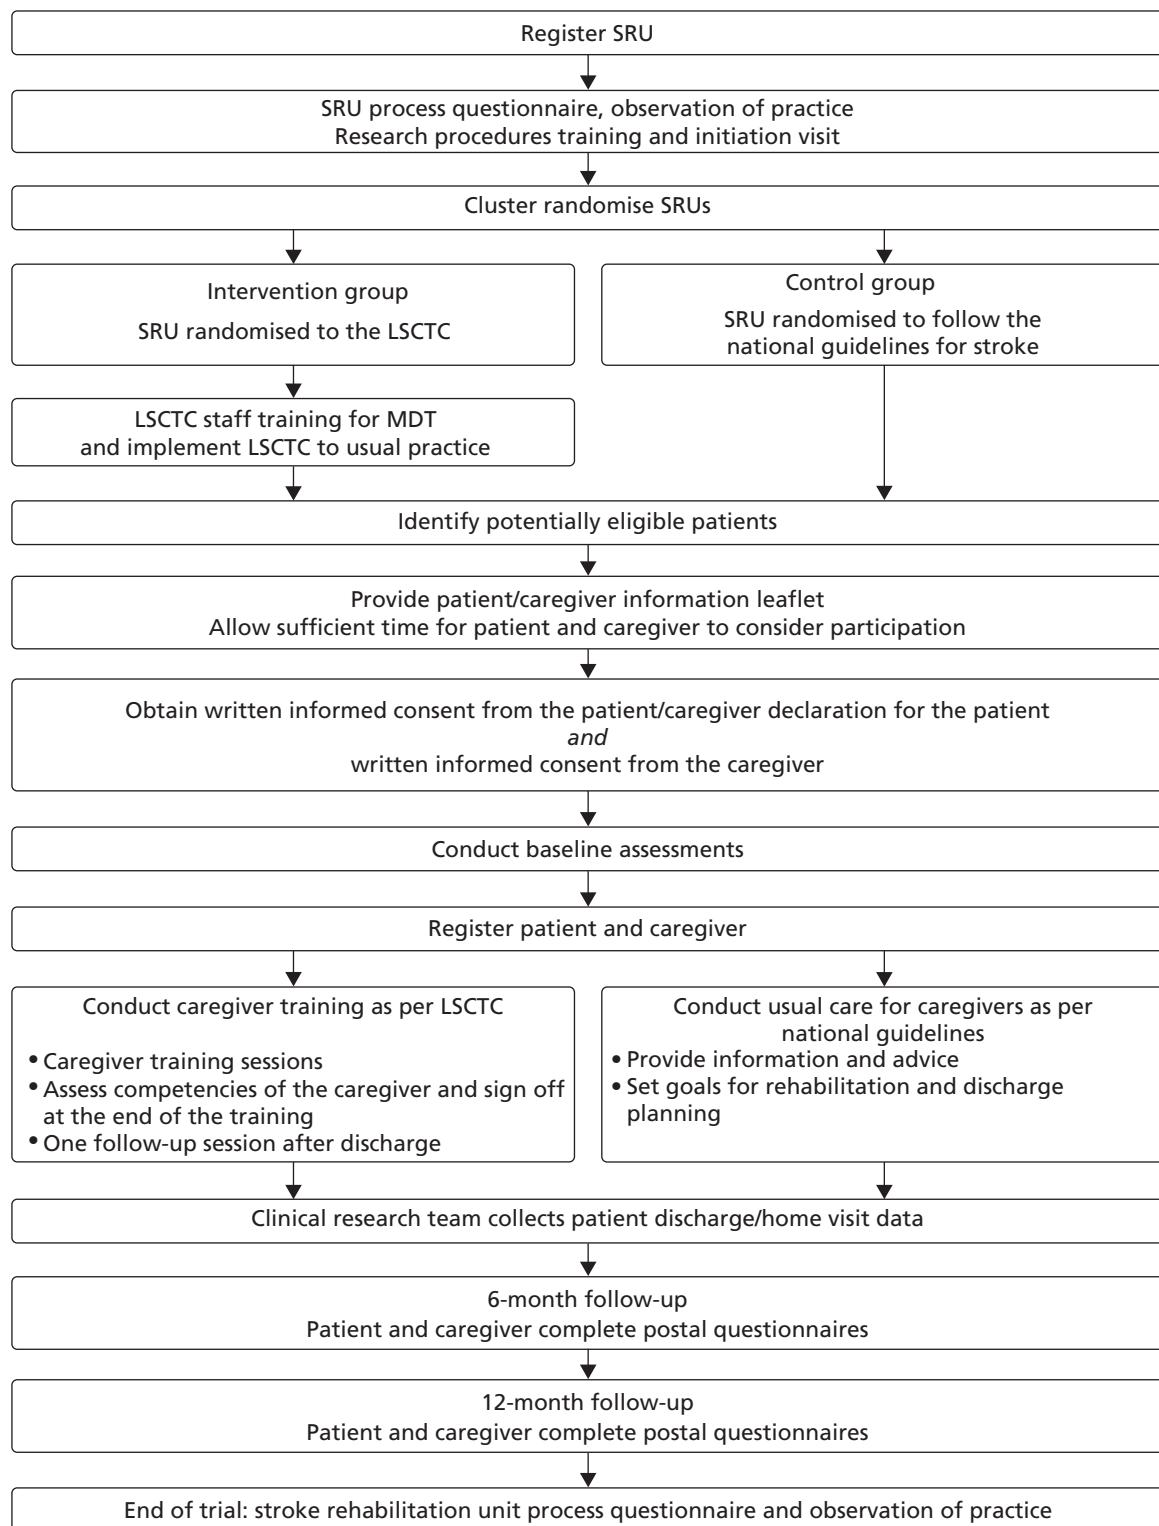 Register SRU
SRU process questionnaire, observation of practice
Research procedures training and initiation visit
Cluster randomise SRUs
Intervention group
SRU randomised to the LSCTC
Control group
SRU randomised to follow the
national guidelines for stroke
LSCTC staff training for MDT
and implement LSCTC to usual practice
Identify potentially eligible patients
Provide patient/caregiver information leaflet
Allow sufficient time for patient and caregiver to consider participation
Obtain written informed consent from the patient/caregiver declaration for the patient
and
written informed consent from the caregiver
Conduct baseline assessments
Register patient and caregiver
Conduct caregiver training as per LSCTC
• Caregiver training sessions
• Assess competencies of the caregiver and sign off
at the end of the training
• One follow-up session after discharge
Conduct usual care for caregivers as per
national guidelines
• Provide information and advice
• Set goals for rehabilitation and discharge
planning
Clinical research team collects patient discharge/home visit data
6-month follow-up
Patient and caregiver complete postal questionnaires
12-month follow-up
Patient and caregiver complete postal questionnaires
End of trial: stroke rehabilitation unit process questionnaire and observation of practice